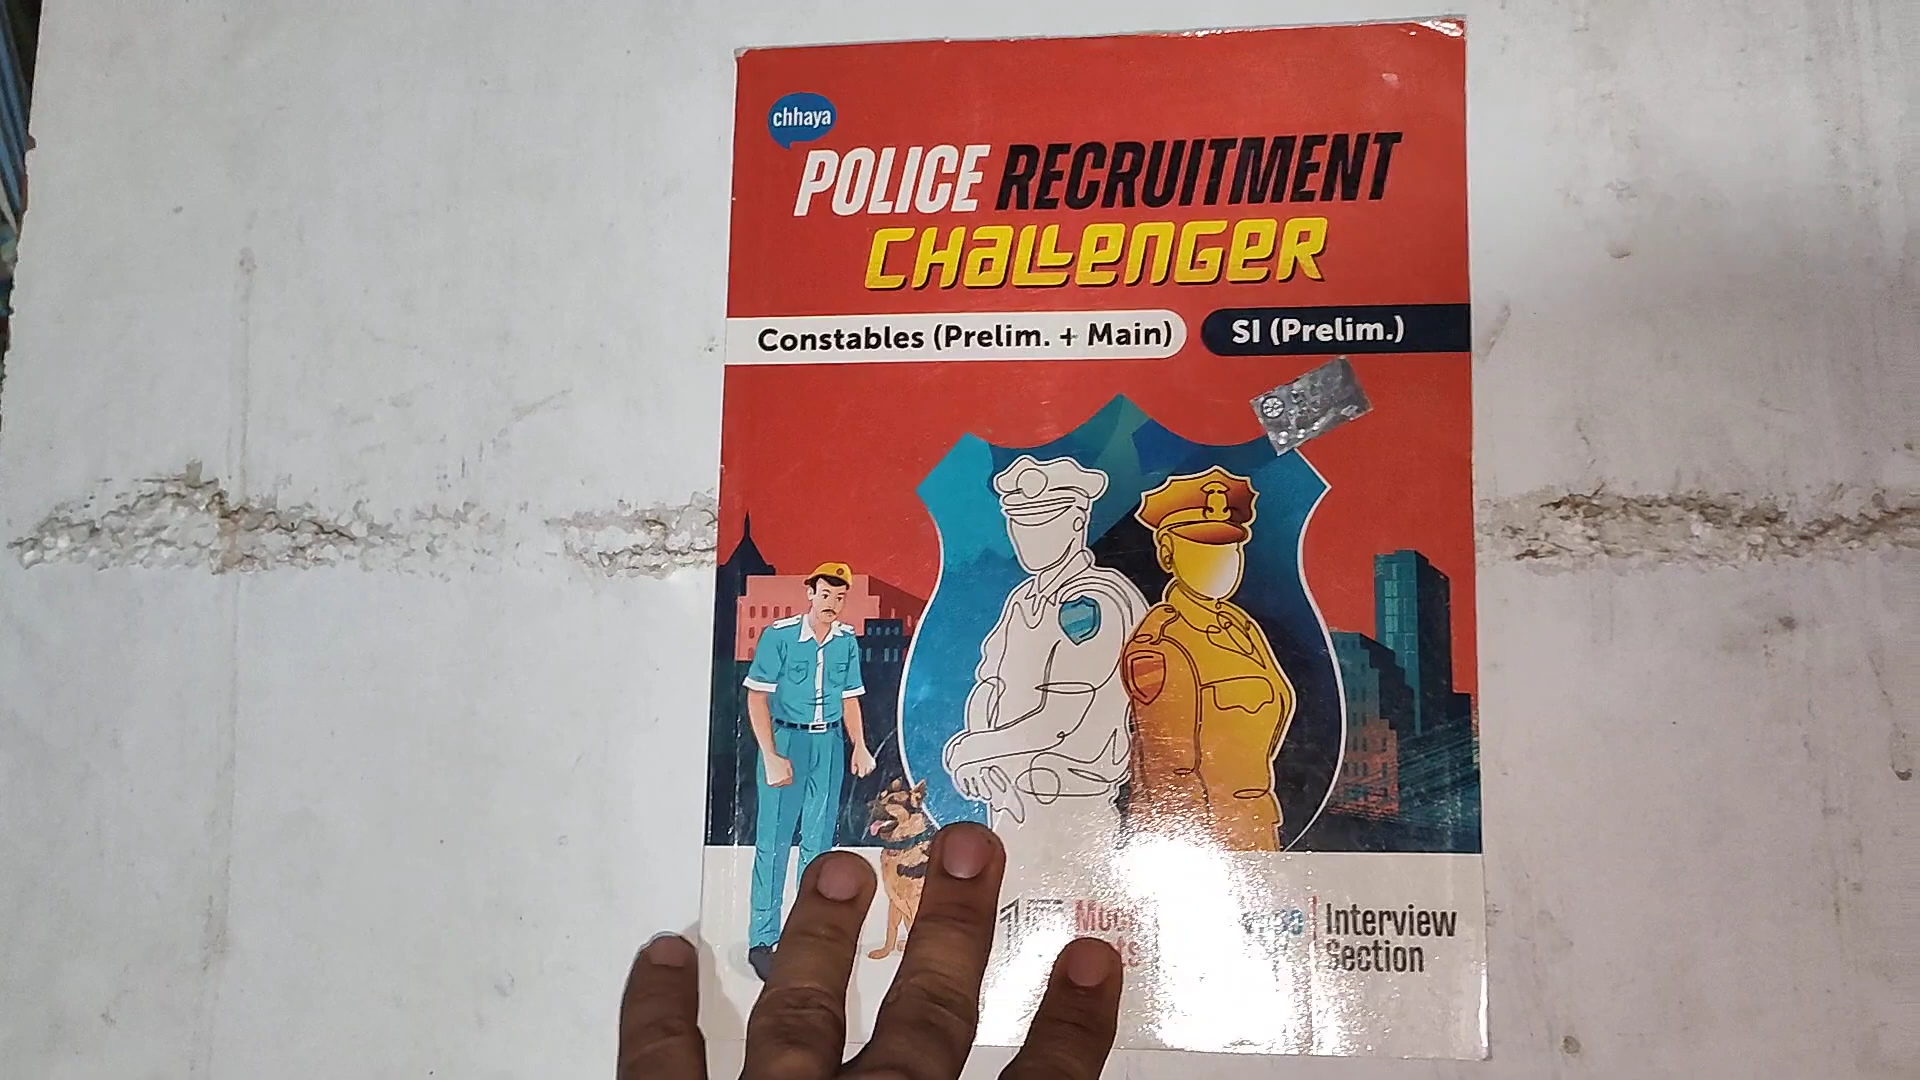 chhaya
POLICE RECRUITMENT
CHALLENGER
Constables (Prelim. + Main)
SI (Prelim.)
Interview
Section